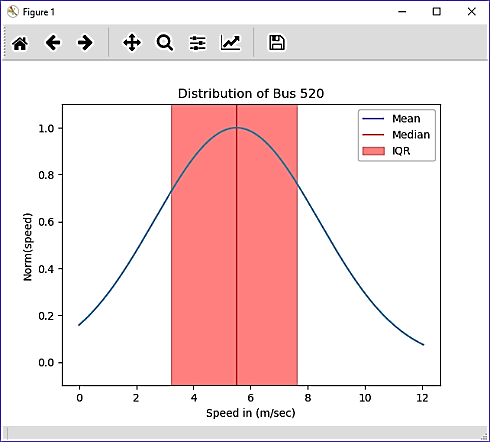 Figure 1
Distribution of Bus 520
Mean
Median
IQR
Norm(speed)
1.0
0.8
0.6
0.4
0.2
0.0
0 2 4 6 8 10 12
Speed in (m/sec)